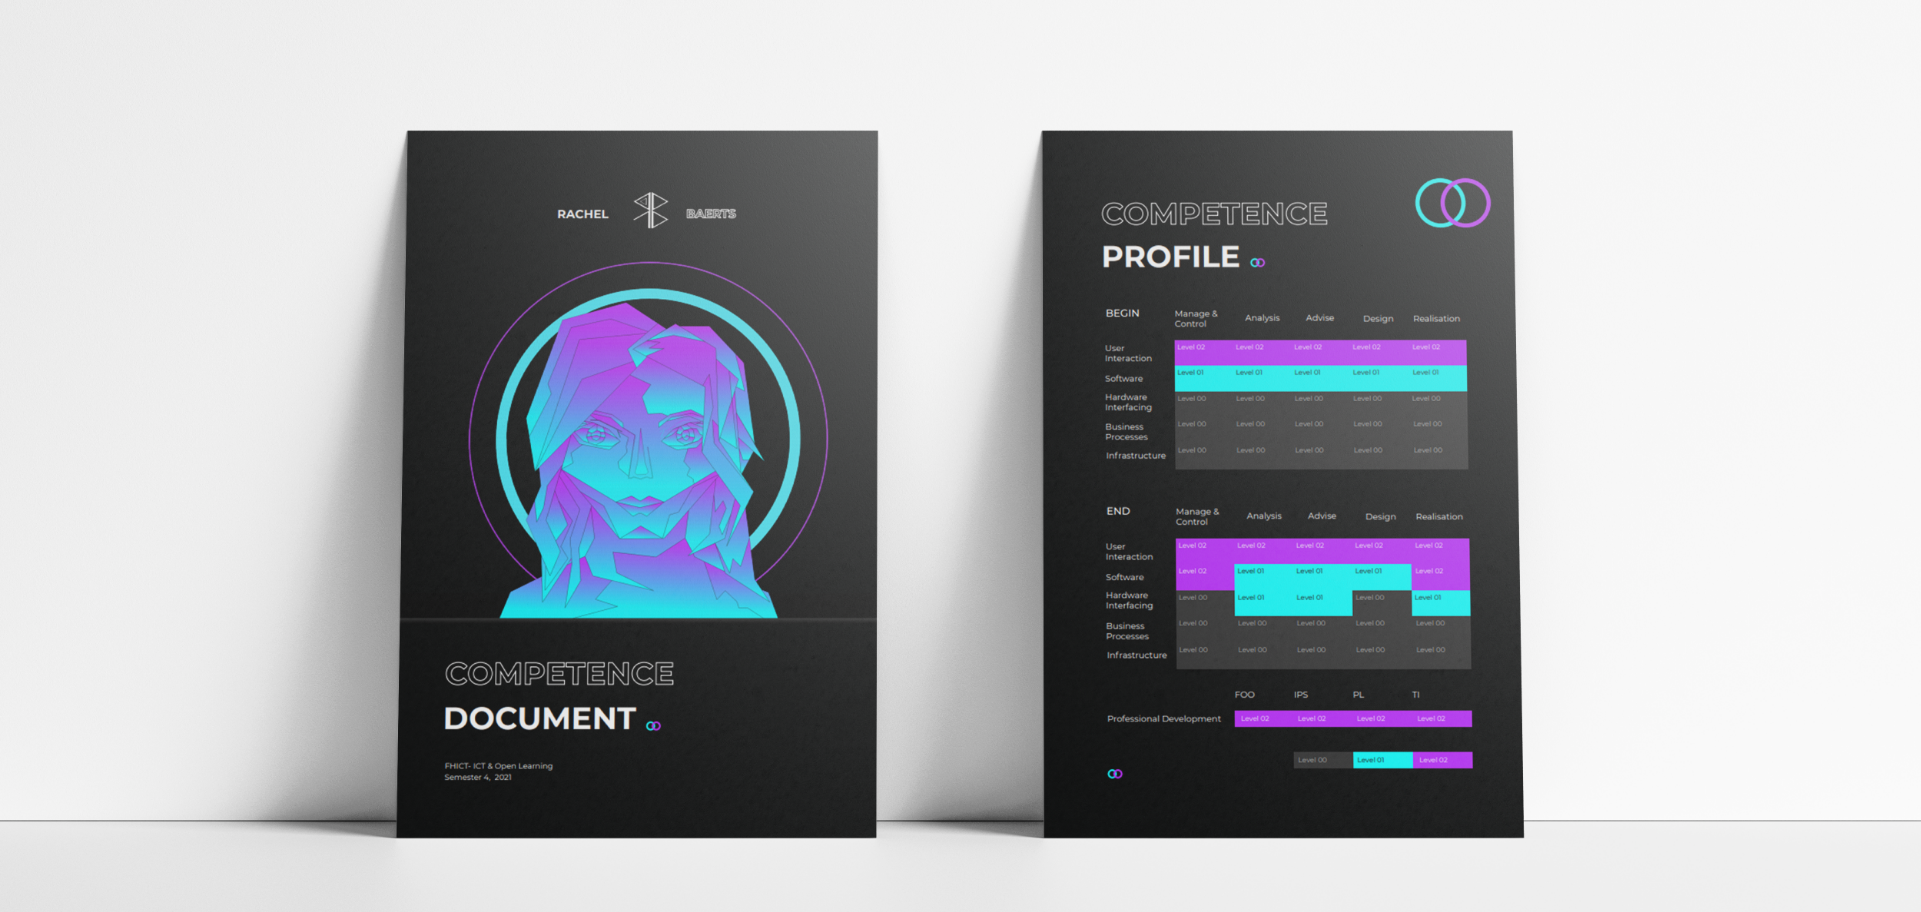 RACHEL BAERTS
COMPETENCE
DOCUMENT
FHICT- ICT & Open Learning
Semester 4, 2021
COMPETENCE
PROFILE
BEGIN Manage & Control Analysis Advise Design Realisation
User Interaction Level 02 Level 02 Level 02 Level 02 Level 02
Software Level 01 Level 01 Level 01 Level 01 Level 01
Hardware Interfacing Level 00 Level 00 Level 00 Level 00 Level 00
Business Processes Level 00 Level 00 Level 00 Level 00 Level 00
Infrastructure Level 00 Level 00 Level 00 Level 00 Level 00
END Manage & Control Analysis Advise Design Realisation
User Interaction Level 02 Level 02 Level 02 Level 02 Level 02
Software Level 02 Level 01 Level 01 Level 01 Level 02
Hardware Interfacing Level 00 Level 01 Level 01 Level 00 Level 01
Business Processes Level 00 Level 00 Level 00 Level 00 Level 00
Infrastructure Level 00 Level 00 Level 00 Level 00 Level 00
FOO IPS PL TI
Professional Development Level 02 Level 02 Level 02 Level 02
Level 00 Level 01 Level 02